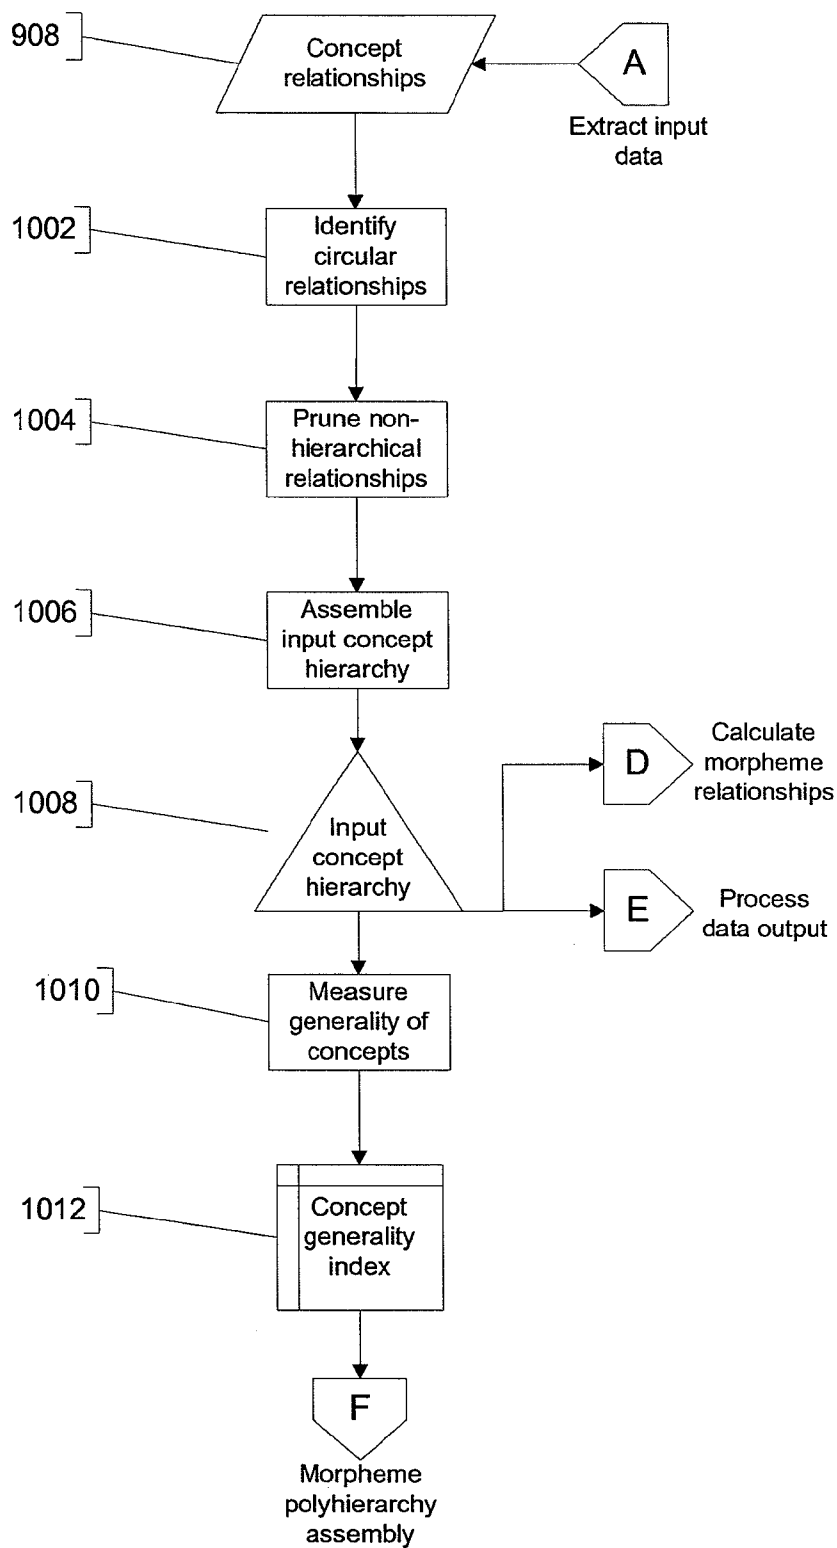 908
Concept
relationships
A
Extract input
data
1002
Identify
circular
relationships
1004
Prune non-
hierarchical
relationships
1006
Assemble
input concept
hierarchy
1008
Input
concept
hierarchy
D
Calculate
morpheme
relationships
E
Process
data output
1010
Measure
generality of
concepts
1012
Concept
generality
index
F
Morpheme
polyhierarchy
assembly